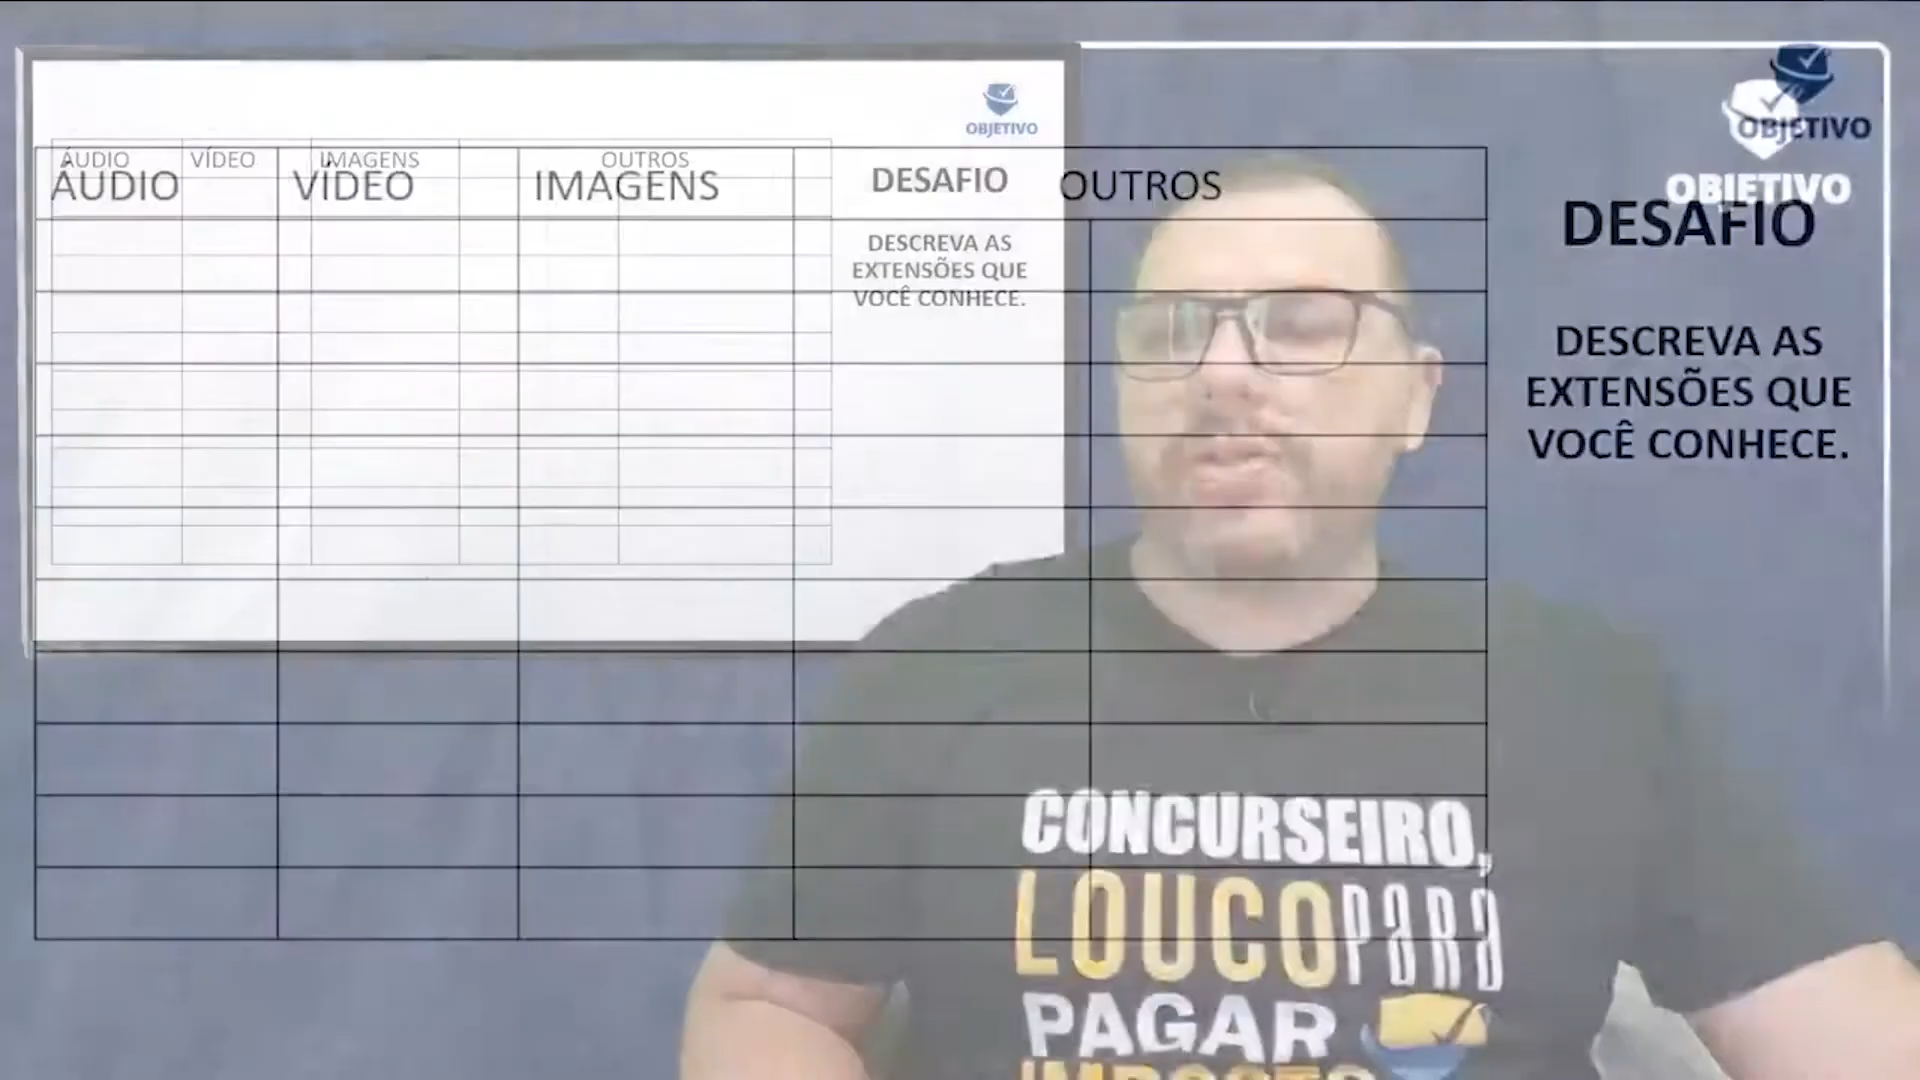 OBJETIVO
ÁUDIO VÍDEO IMAGENS OUTROS
DESAFIO
DESCREVA AS
EXTENSÕES QUE
VOCÊ CONHECE.
OBJETIVO
OBJETIVO
ÁUDIO VÍDEO IMAGENS OUTROS
DESAFIO
DESCREVA AS
EXTENSÕES QUE
VOCÊ CONHECE.
CONCURSEIRO,
LOUCO PARA
PAGAR